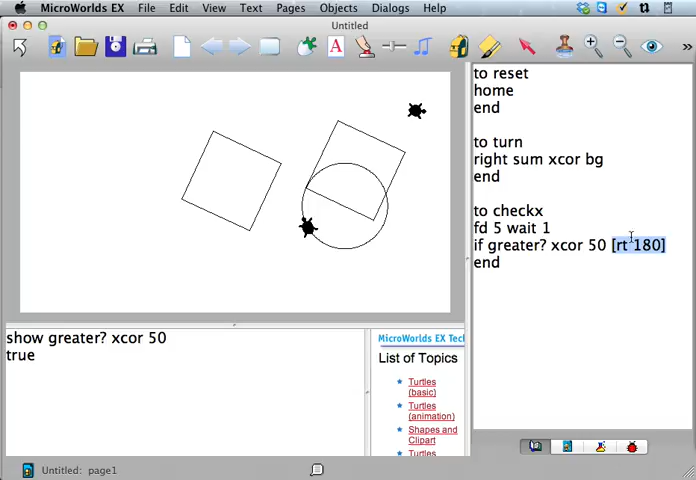 MicroWorlds EX File Edit View Text Pages Objects Dialogs Help
Untitled
A
to reset
home
end
to turn
right sum xcor bg
end
to checkx
fd 5 wait 1
if greater? xcor 50 [rt 180]
end
show greater? xcor 50
true
MicroWorlds EX Tech
List of Topics
Turtles
(basic)
Turtles
(animation)
Shapes and
Clipart
Turtles
Untitled: page1